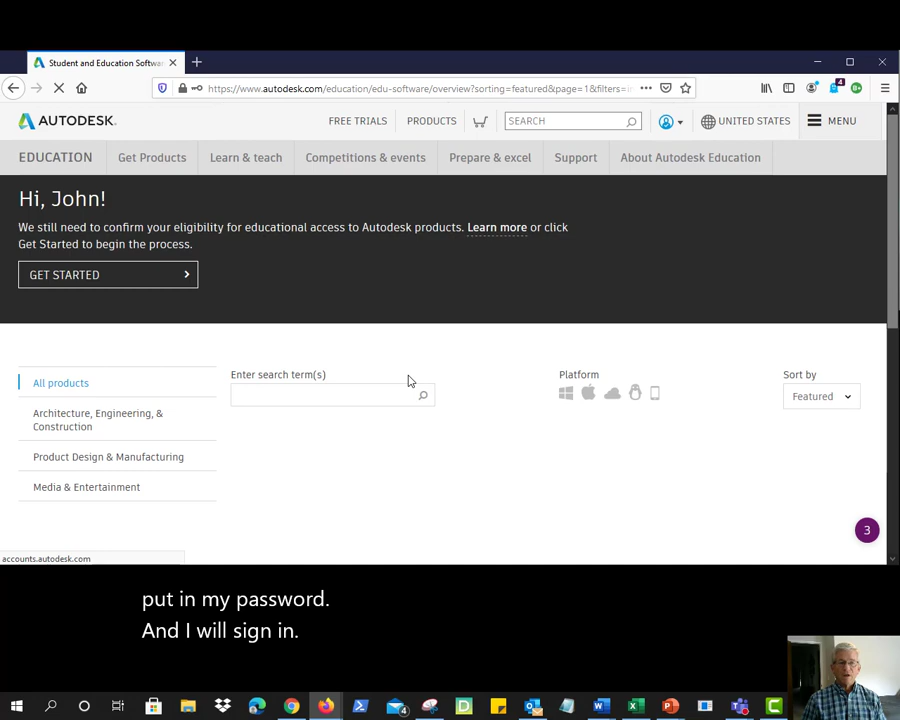 Student and Education Softwa
https://www.autodesk.com/education/edu-software/overview?sorting=featured&page=1&filters=i
4
AUTODESK.
FREE TRIALS
PRODUCTS
SEARCH
UNITED STATES
MENU
EDUCATION
Get Products
Learn & teach
Competitions & events
Prepare & excel
Support
About Autodesk Education
Hi, John!
We still need to confirm your eligibility for educational access to Autodesk products. Learn more or click
Get Started to begin the process.
GET STARTED
Enter search term(s)
Platform
Sort by
Featured
All products
Architecture, Engineering, &
Construction
Product Design & Manufacturing
Media & Entertainment
3
accounts.autodesk.com
put in my password.
And I will sign in.